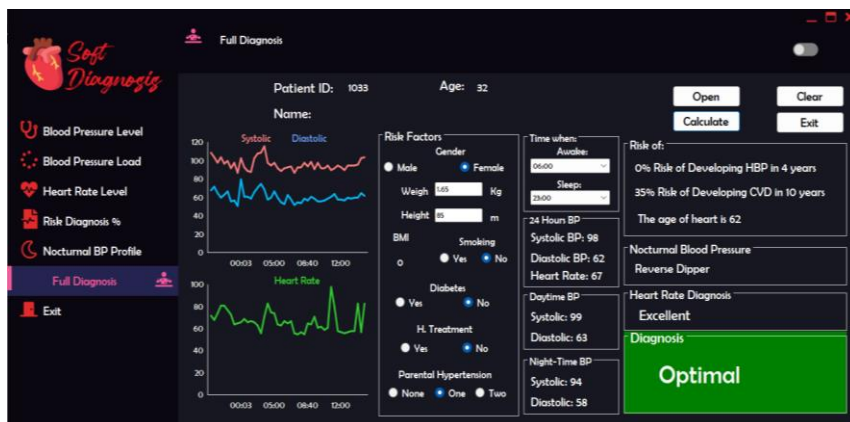 Soft
Diagnosis
Full Diagnosis
Patient ID: 1033 Age: 32
Name:
Open Clear
Calculate Exit
Blood Pressure Level
Blood Pressure Load
Heart Rate Level
Risk Diagnosis %
Nocturnal BP Profile
Full Diagnosis
Exit
Systolic Diastolic
120
100
80
60
40
20
0
00:03 05:00 08:40 12:00
Heart Rate
100
80
60
40
20
0
00:03 05:00 08:40 12:00
Risk Factors
Gender
Male Female
Weigh 1.65 Kg
Height 85 m
BMI Smoking
0 Yes No
Diabetes
Yes No
H. Treatment
Yes No
Parental Hypertension
None One Two
Time when:
Awake:
06:00
Sleep:
23:00
24 Hours BP
Systolic BP: 98
Diastolic BP: 62
Heart Rate: 67
Daytime BP
Systolic: 99
Diastolic: 63
Night-Time BP
Systolic: 94
Diastolic: 58
Risk of:
0% Risk of Developing HBP in 4 years
35% Risk of Developing CVD in 10 years
The age of heart is 62
Nocturnal Blood Pressure
Reverse Dipper
Heart Rate Diagnosis
Excellent
Diagnosis
Optimal